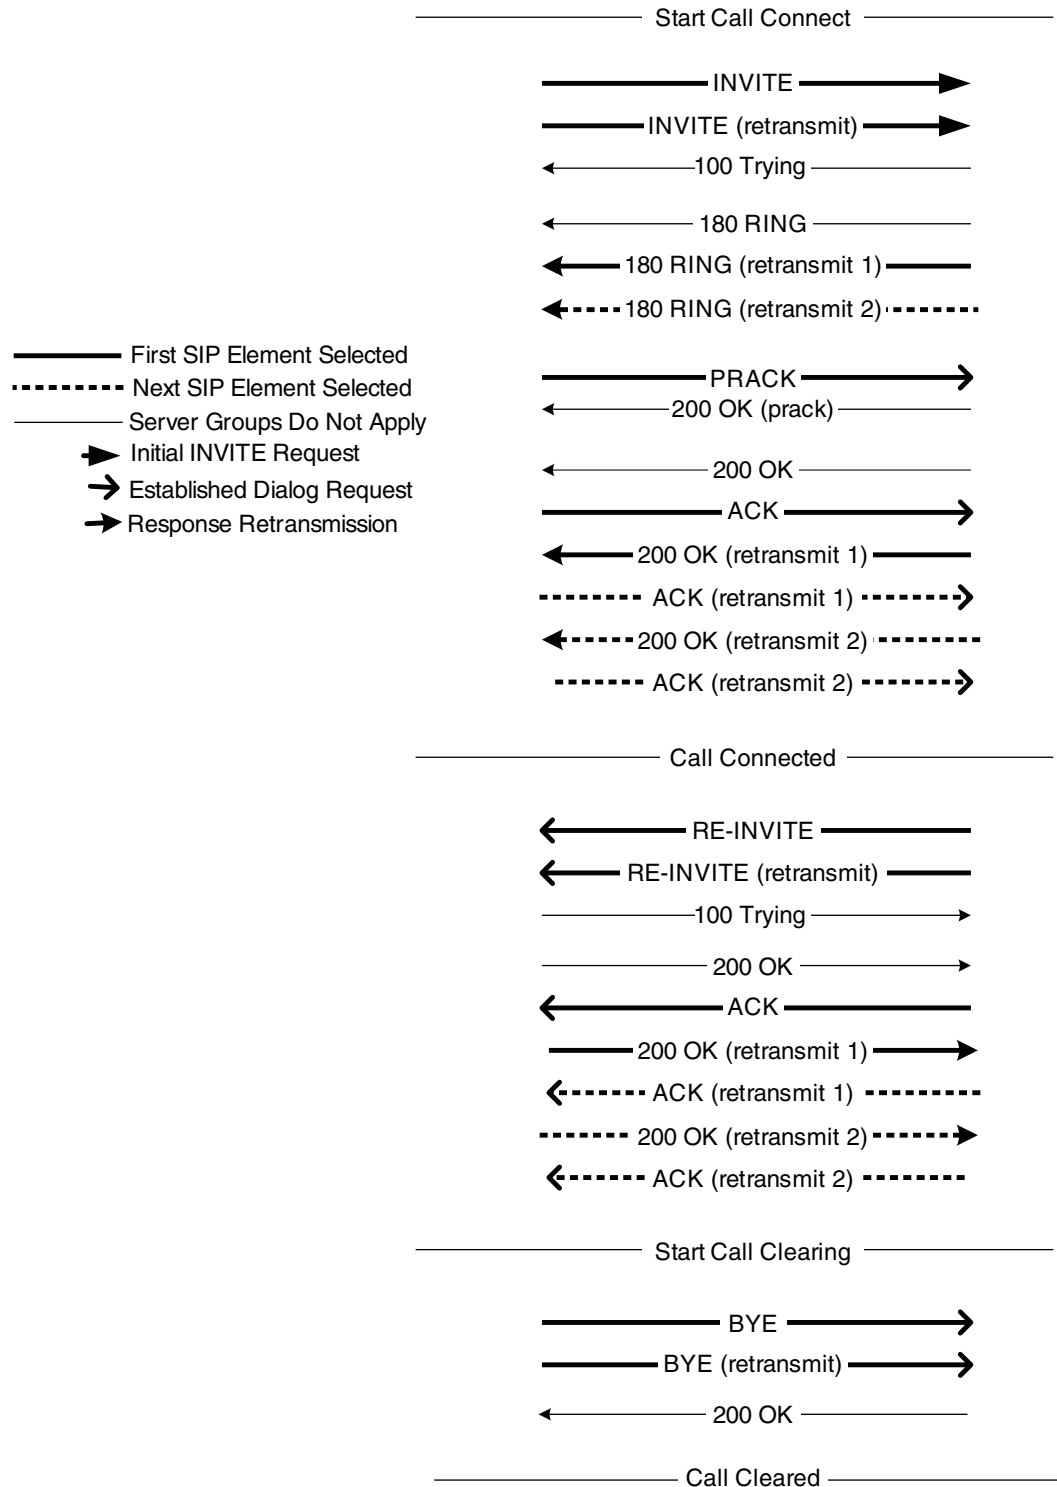 Start Call Connect
INVITE
INVITE (retransmit)
100 Trying
180 RING
180 RING (retransmit 1)
180 RING (retransmit 2)
First SIP Element Selected
Next SIP Element Selected
Server Groups Do Not Apply
Initial INVITE Request
Established Dialog Request
Response Retransmission
PRACK
200 OK (prack)
200 OK
ACK
200 OK (retransmit 1)
ACK (retransmit 1)
200 OK (retransmit 2)
ACK (retransmit 2)
Call Connected
RE-INVITE
RE-INVITE (retransmit)
100 Trying
200 OK
ACK
200 OK (retransmit 1)
ACK (retransmit 1)
200 OK (retransmit 2)
ACK (retransmit 2)
Start Call Clearing
BYE
BYE (retransmit)
200 OK
Call Cleared